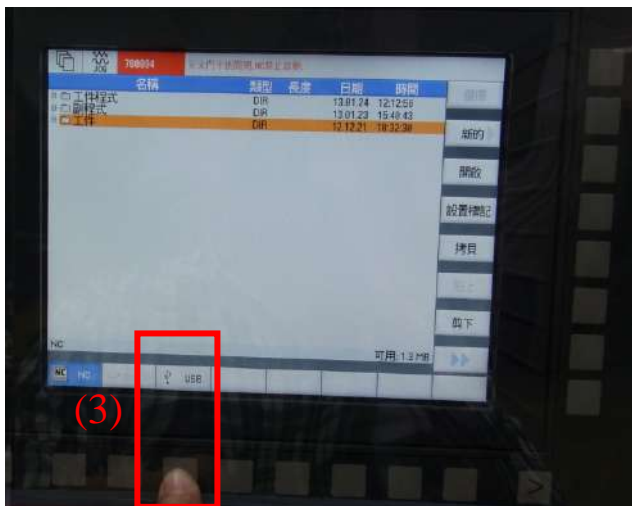 JOG 700004
名稱 類型 長度 日期 時間
工件程式 DIR 13.01.24 12:12:58
副程式 DIR 13.01.23 15:48:43
工件 DIR 12.12.21 18:32:38
新的
開啟
設置標記
拷貝
剪下
NC 可用: 1.3 MB
NC NC USB
(3)
>